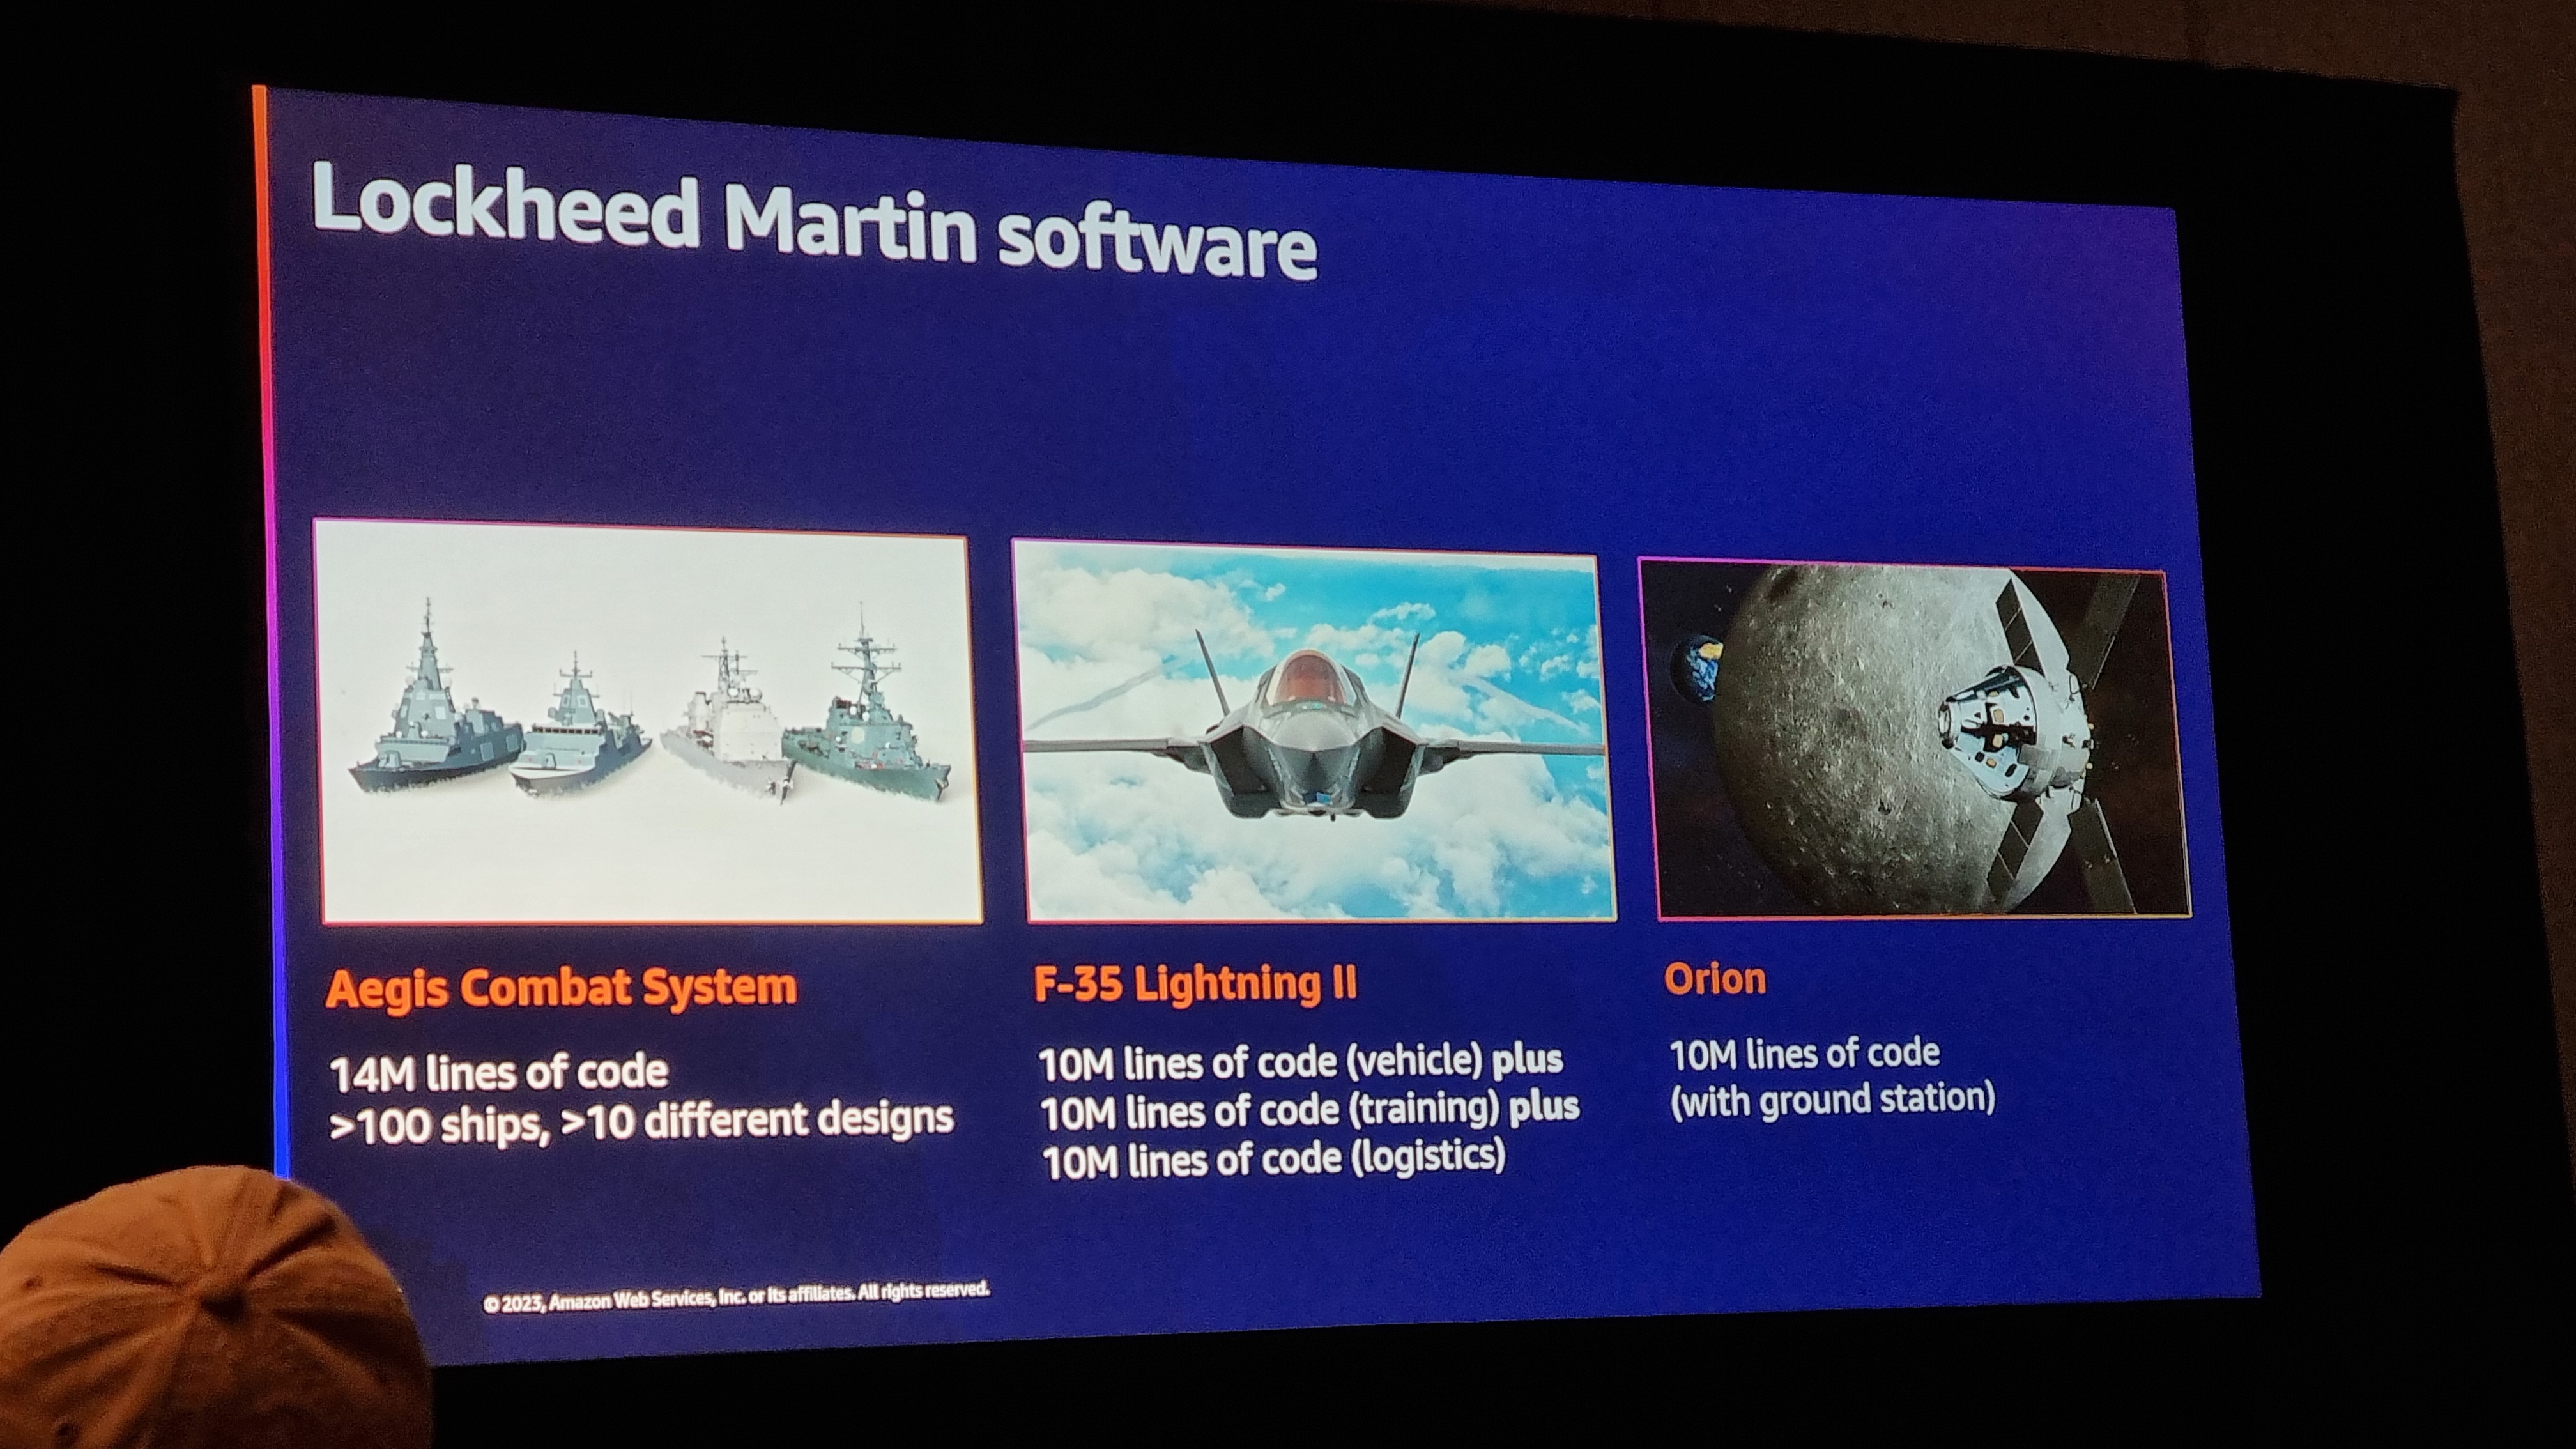 Lockheed Martin software
Aegis Combat System
14M lines of code
>100 ships, >10 different designs
F-35 Lightning II
10M lines of code (vehicle) plus
10M lines of code (training) plus
10M lines of code (logistics)
Orion
10M lines of code
(with ground station)
© 2023, Amazon Web Services, Inc. or its affiliates. All rights reserved.